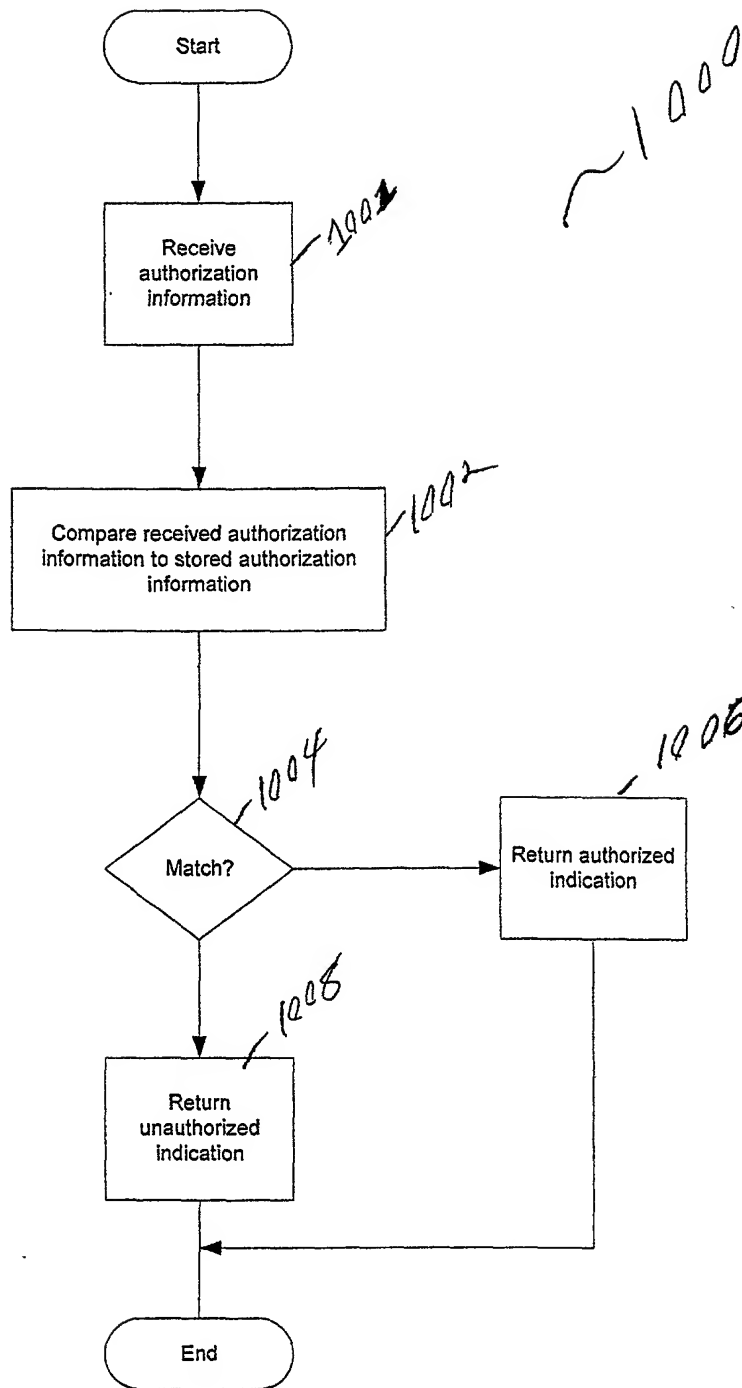 Start
1000
Receive
authorization
information
Compare received authorization
information to stored authorization
information
1002
Match?
1004
Return authorized
indication
1006
Return
unauthorized
indication
1008
End